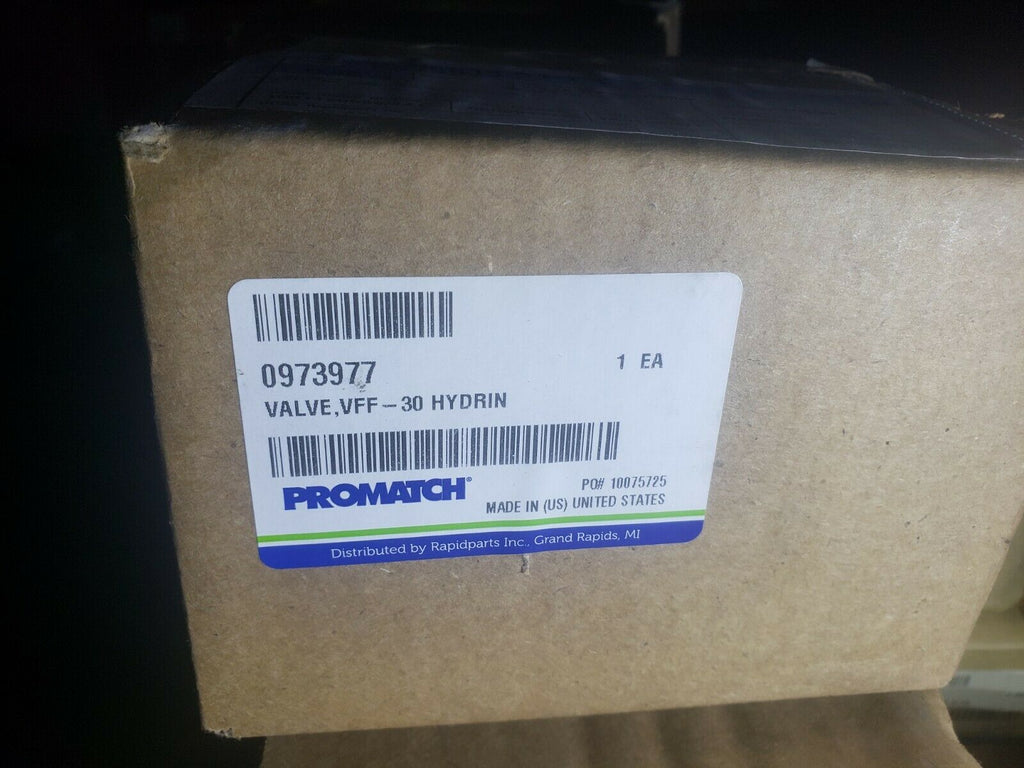 0973977
1 EA
VALVE,VFF-30 HYDRIN
PROMATCH®
PO# 10075725
MADE IN (US) UNITED STATES
Distributed by Rapidparts Inc., Grand Rapids, MI